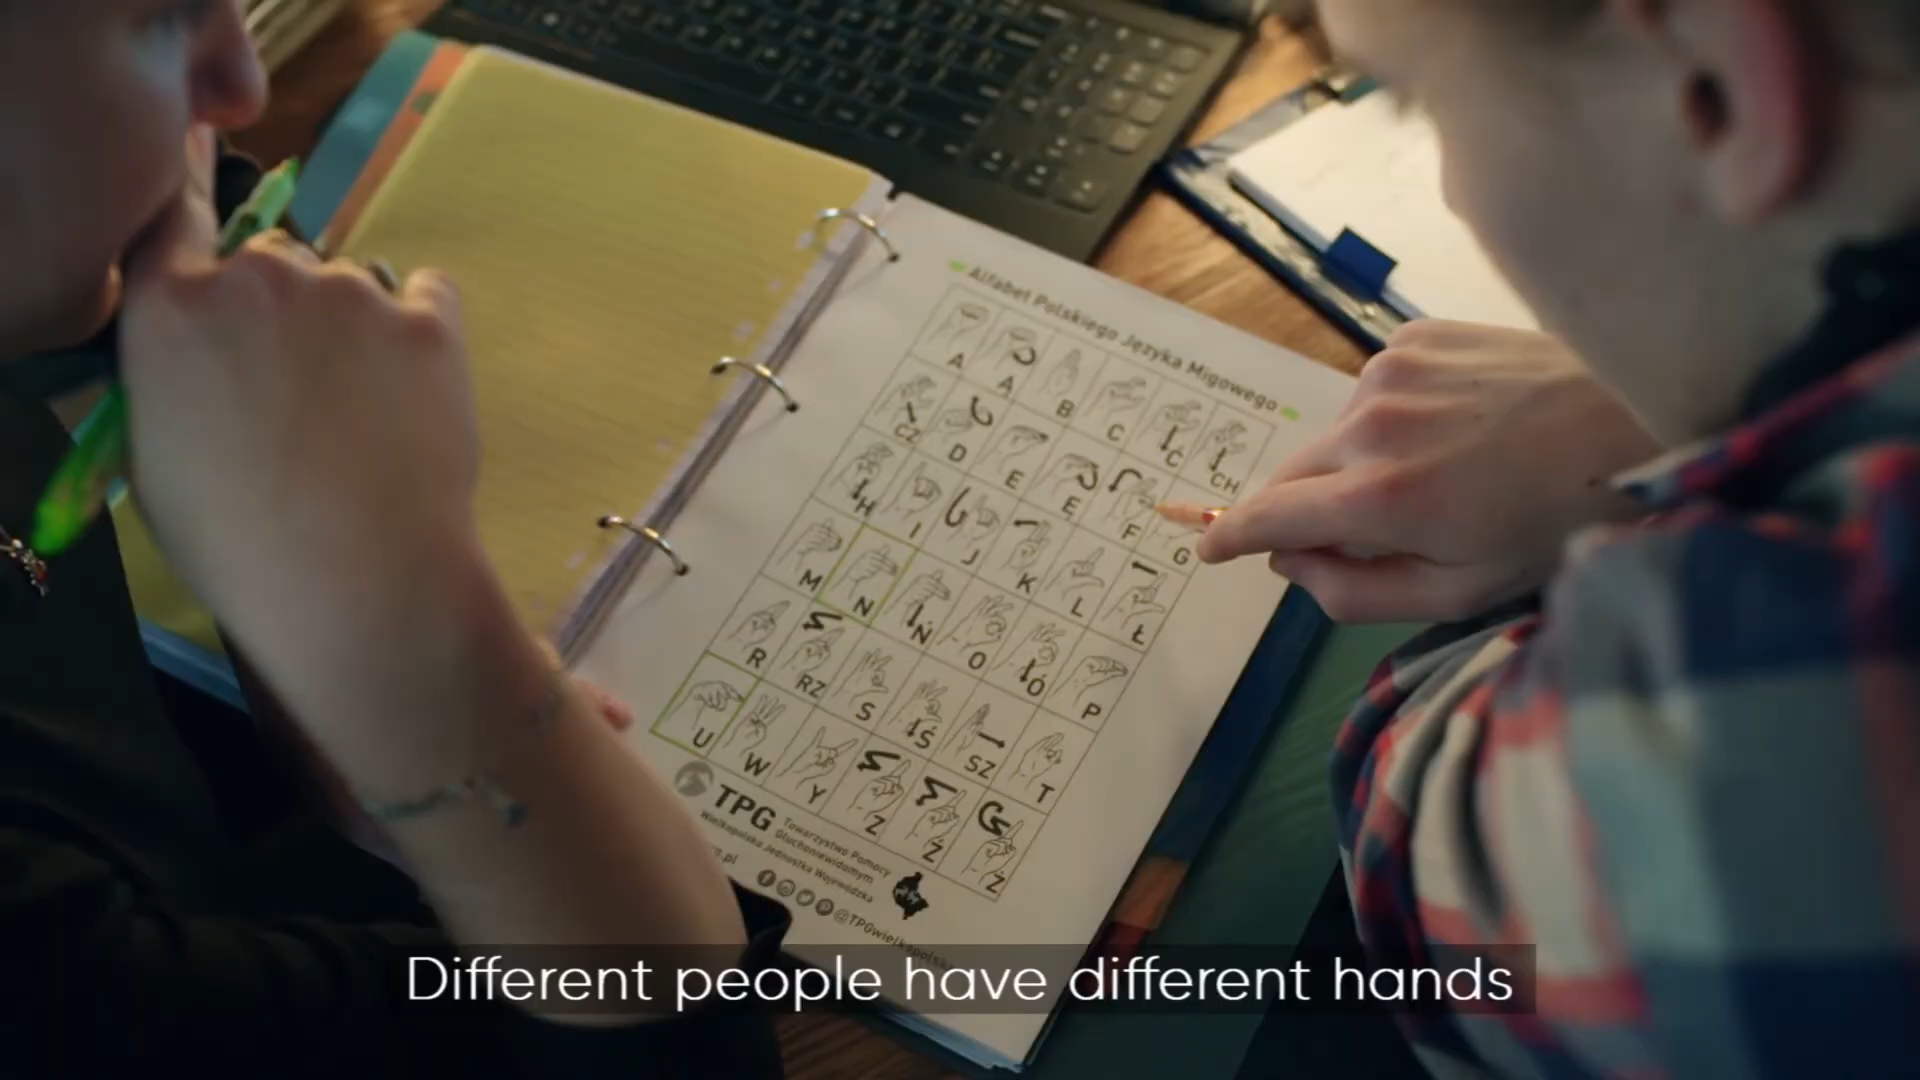 Alfabet Polskiego Języka Migowego
A Ą B C Ć CH
CZ D E Ę F G
H I J K L Ł
M N Ń O Ó P
R RZ S Ś SZ T
U W Y Z Ź Ż
TPG
Towarzystwo Pomocy
Głuchoniewidomym
Wielkopolska Jednostka Wojewódzka
@TPGwielkopolska
Different people have different hands